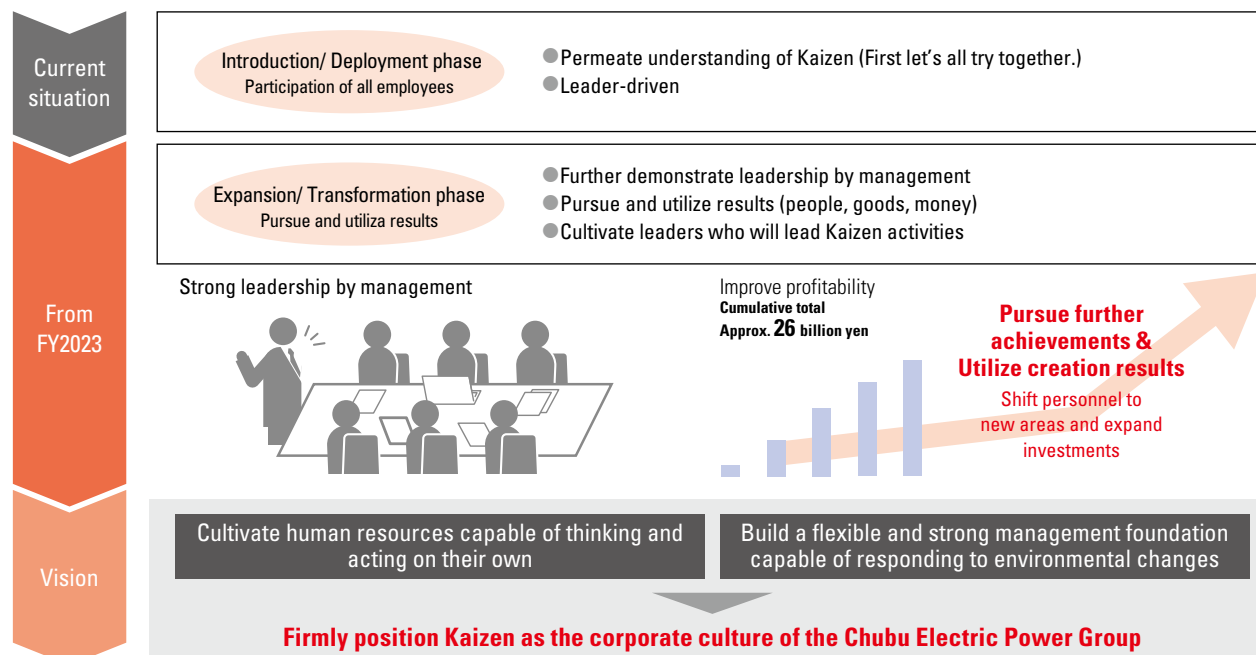 Current
situation
Introduction/ Deployment phase
Participation of all employees
●Permeate understanding of Kaizen (First let's all try together.)
●Leader-driven
From
FY2023
Expansion/ Transformation phase
Pursue and utiliza results
●Further demonstrate leadership by management
●Pursue and utilize results (people, goods, money)
●Cultivate leaders who will lead Kaizen activities
Strong leadership by management
Improve profitability
Cumulative total
Approx. 26 billion yen
Pursue further
achievements &
Utilize creation results
Shift personnel to
new areas and expand
investments
Vision
Cultivate human resources capable of thinking and
acting on their own
Build a flexible and strong management foundation
capable of responding to environmental changes
Firmly position Kaizen as the corporate culture of the Chubu Electric Power Group